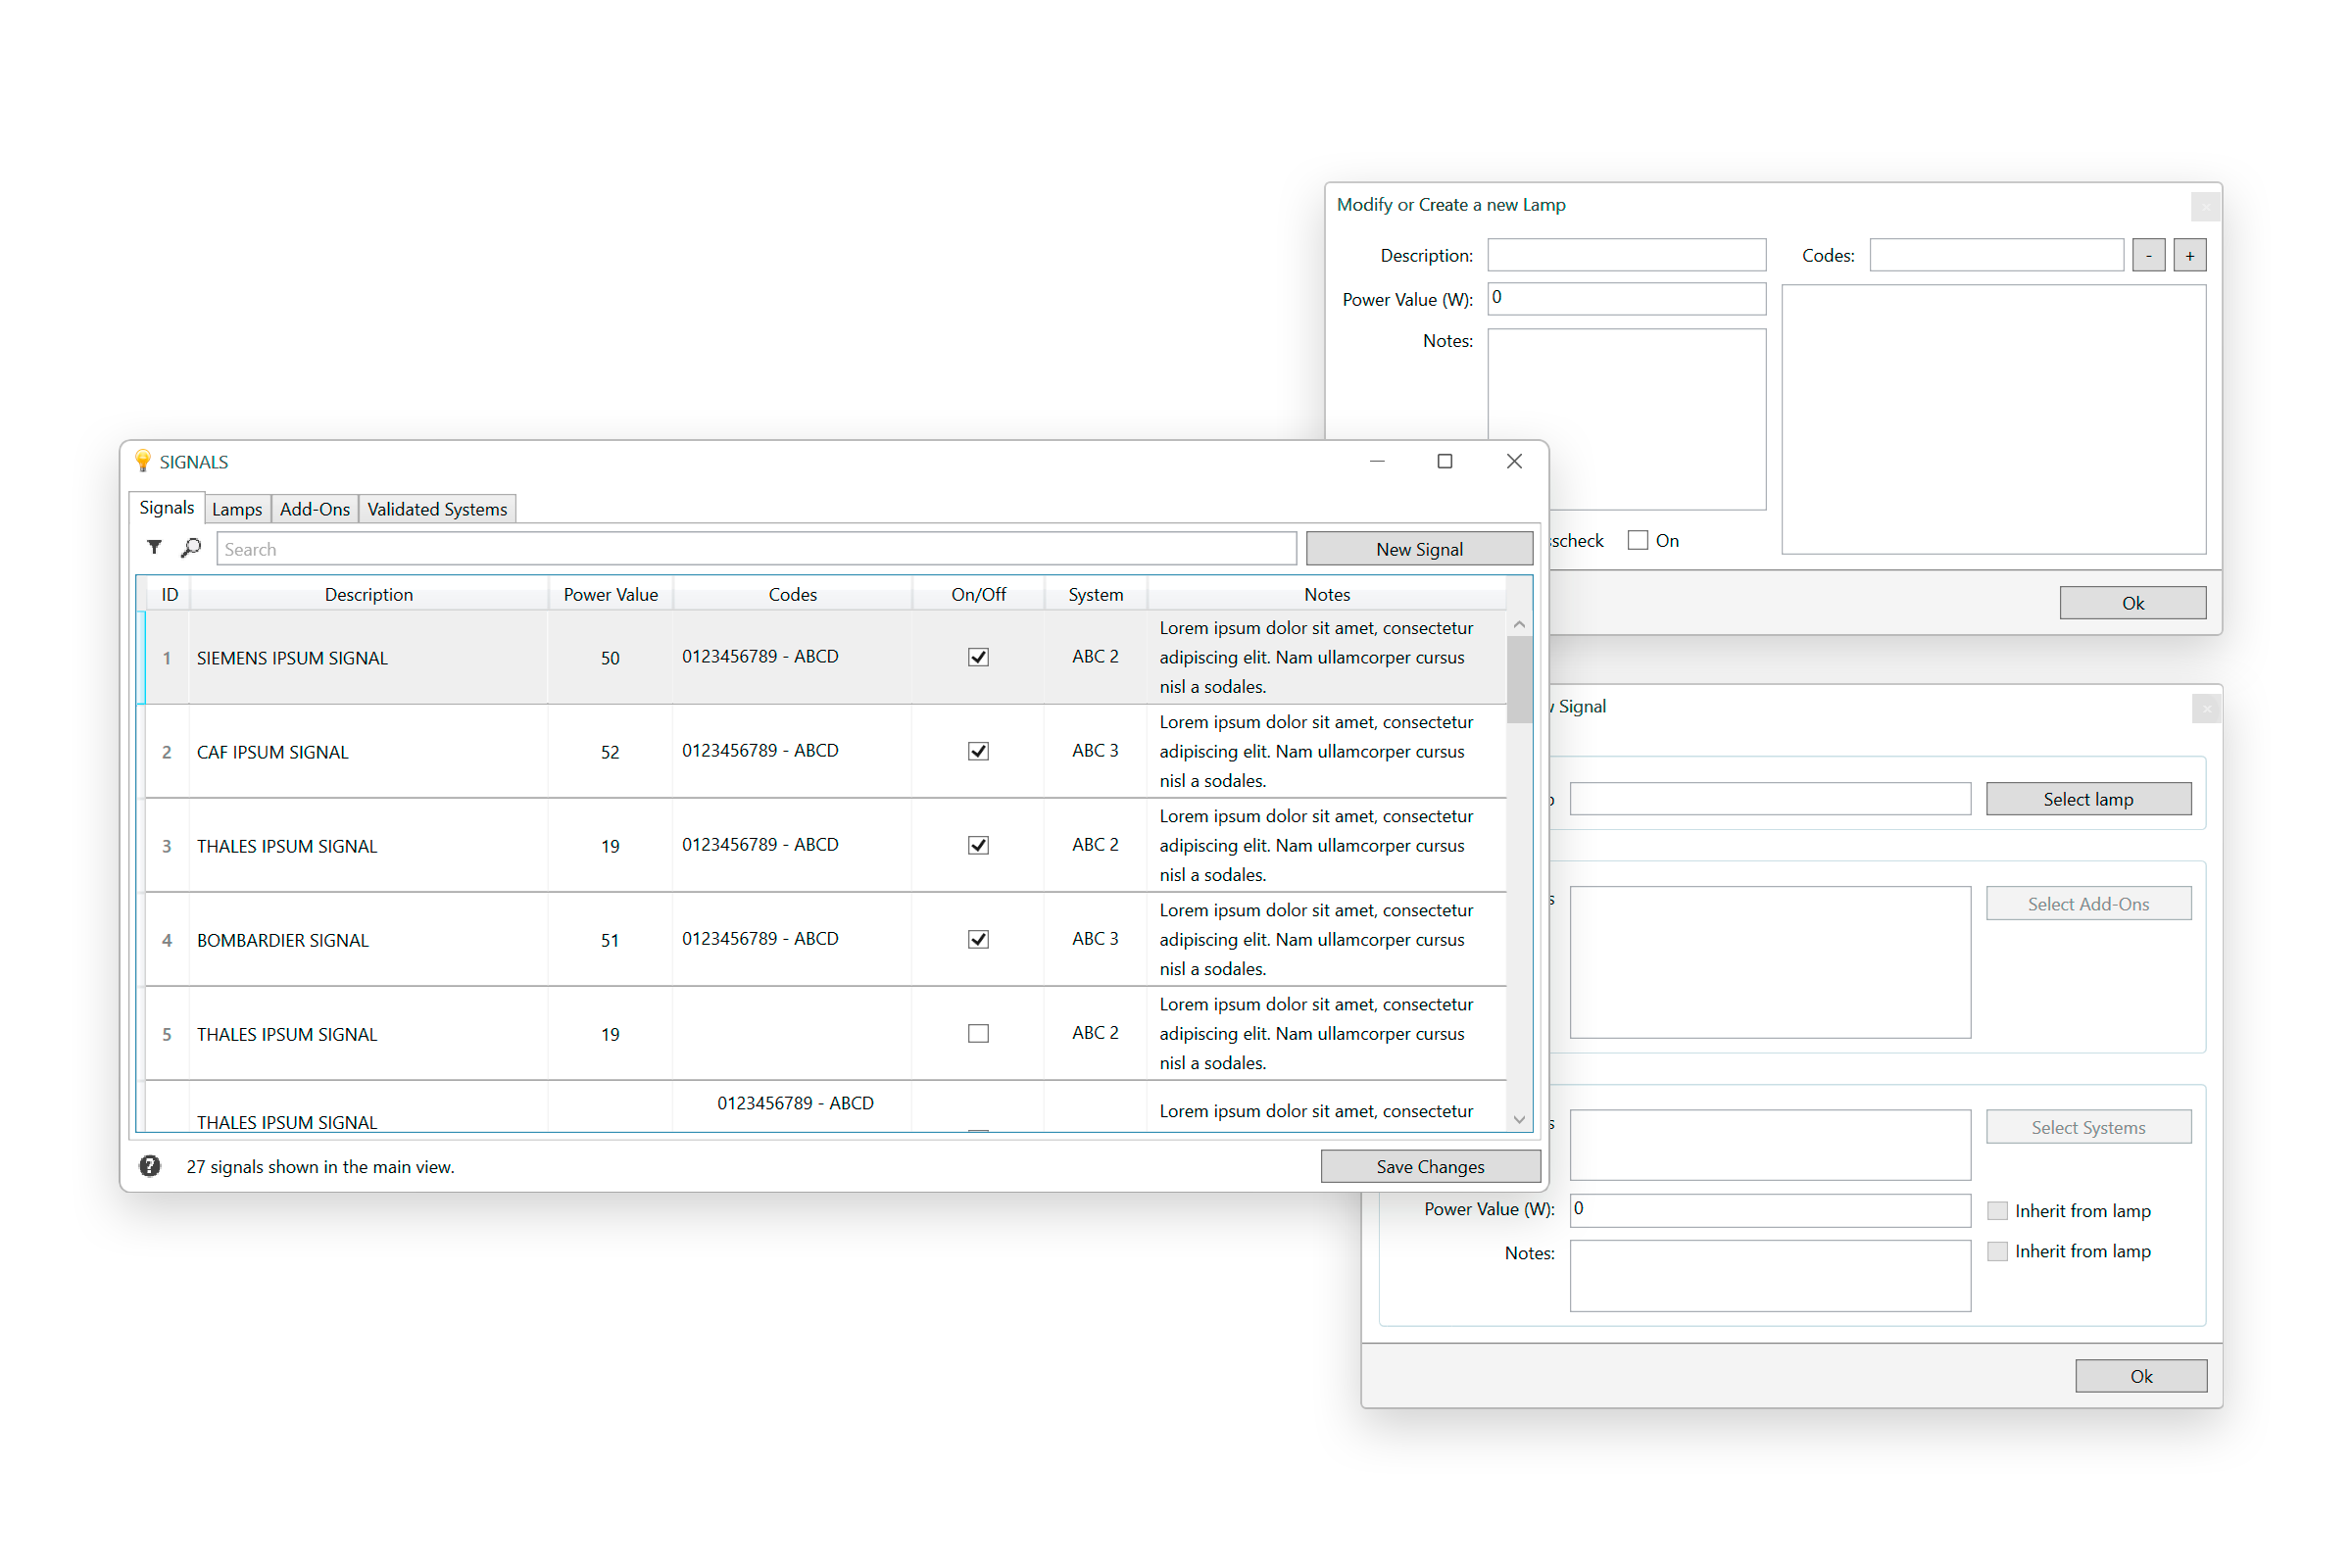 Modify or Create a new Lamp
Description:
Codes:
-
+
Power Value (W):
0
Notes:
On
Ok
SIGNALS
Signals
Lamps
Add-Ons
Validated Systems
Search
New Signal
ID Description Power Value Codes On/Off System Notes
1 SIEMENS IPSUM SIGNAL 50 0123456789 - ABCD ABC 2
Lorem ipsum dolor sit amet, consectetur
adipiscing elit. Nam ullamcorper cursus
nisl a sodales.
2 CAF IPSUM SIGNAL 52 0123456789 - ABCD ABC 3
Lorem ipsum dolor sit amet, consectetur
adipiscing elit. Nam ullamcorper cursus
nisl a sodales.
3 THALES IPSUM SIGNAL 19 0123456789 - ABCD ABC 2
Lorem ipsum dolor sit amet, consectetur
adipiscing elit. Nam ullamcorper cursus
nisl a sodales.
4 BOMBARDIER SIGNAL 51 0123456789 - ABCD ABC 3
Lorem ipsum dolor sit amet, consectetur
adipiscing elit. Nam ullamcorper cursus
nisl a sodales.
5 THALES IPSUM SIGNAL 19 ABC 2
Lorem ipsum dolor sit amet, consectetur
adipiscing elit. Nam ullamcorper cursus
nisl a sodales.
THALES IPSUM SIGNAL
0123456789 - ABCD
Lorem ipsum dolor sit amet, consectetur
?
27 signals shown in the main view.
Save Changes
Signal
Select lamp
Select Add-Ons
Select Systems
Power Value (W):
0
Inherit from lamp
Notes:
Inherit from lamp
Ok